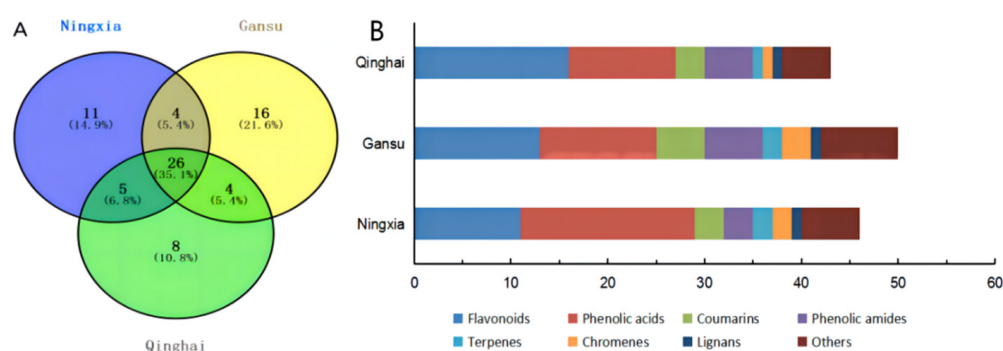 A
Ningxia
Gansu
11
(14.9%)
4
(5.4%)
16
(21.6%)
26
(35.1%)
5
(6.8%)
4
(5.4%)
8
(10.8%)
Qinghai
B
Qinghai
Gansu
Ningxia
0 10 20 30 40 50 60
Flavonoids Phenolic acids Coumarins Phenolic amides
Terpenes Chromenes Lignans Others